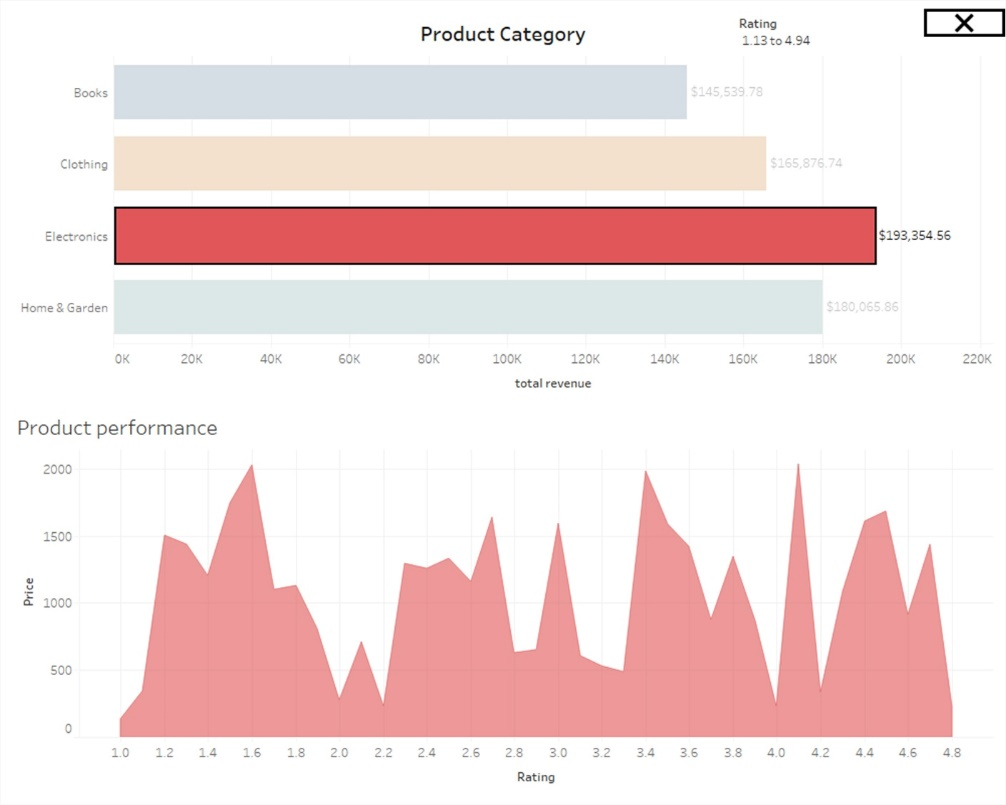 Product Category
Rating
1.13 to 4.94
Books
$145,539.78
Clothing
$165,876.74
Electronics
$193,354.56
Home & Garden
$180,065.86
0K 20K 40K 60K 80K 100K 120K 140K 160K 180K 200K 220K
total revenue
Product performance
2000
1500
1000
500
0
Price
1.0 1.2 1.4 1.6 1.8 2.0 2.2 2.4 2.6 2.8 3.0 3.2 3.4 3.6 3.8 4.0 4.2 4.4 4.6 4.8
Rating